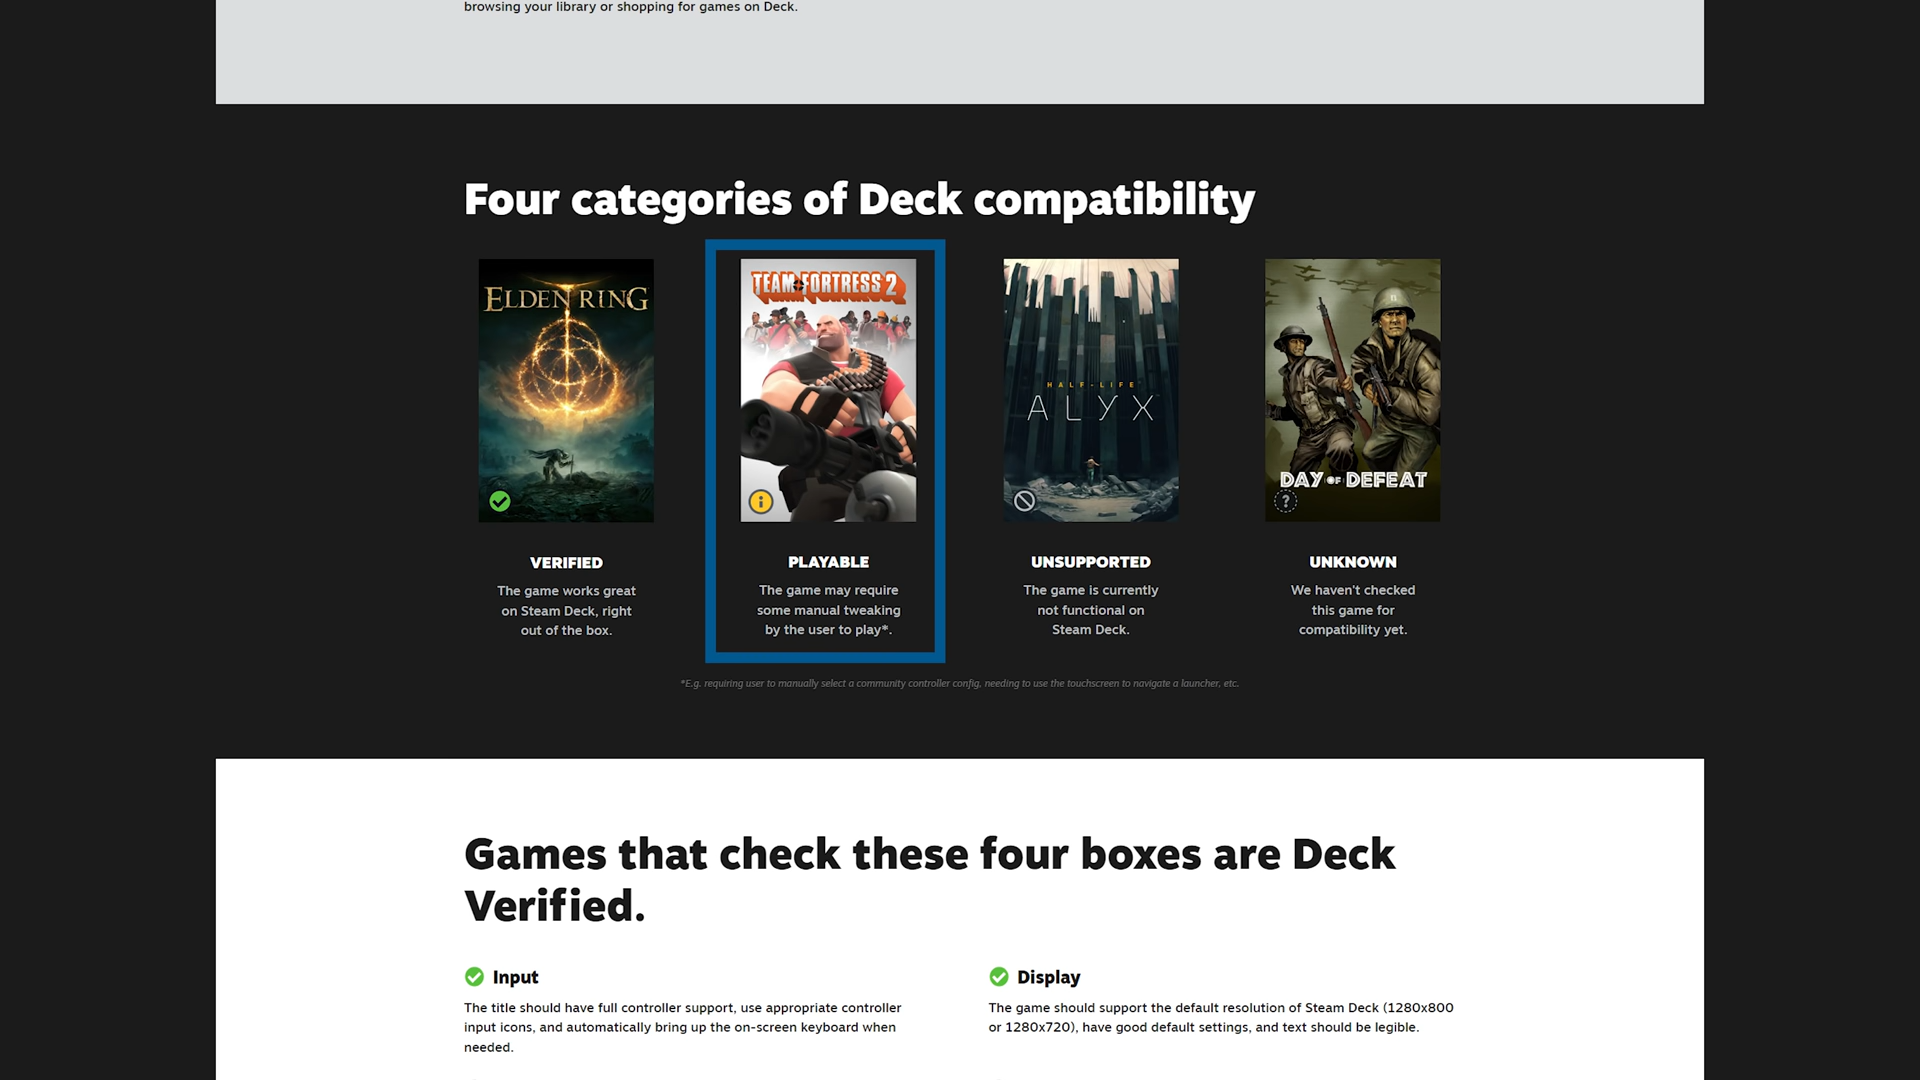 browsing your library or shopping for games on Deck.
Four categories of Deck compatibility
ELDEN RING
TEAM FORTRESS 2
HALF-LIFE
ALYX
DAY OF DEFEAT
VERIFIED
The game works great
on Steam Deck, right
out of the box.
PLAYABLE
The game may require
some manual tweaking
by the user to play*.
UNSUPPORTED
The game is currently
not functional on
Steam Deck.
UNKNOWN
We haven't checked
this game for
compatibility yet.
*E.g. requiring user to manually select a community controller config, needing to use the touchscreen to navigate a launcher, etc.
Games that check these four boxes are Deck
Verified.
Input
The title should have full controller support, use appropriate controller
input icons, and automatically bring up the on-screen keyboard when
needed.
Display
The game should support the default resolution of Steam Deck (1280x800
or 1280x720), have good default settings, and text should be legible.